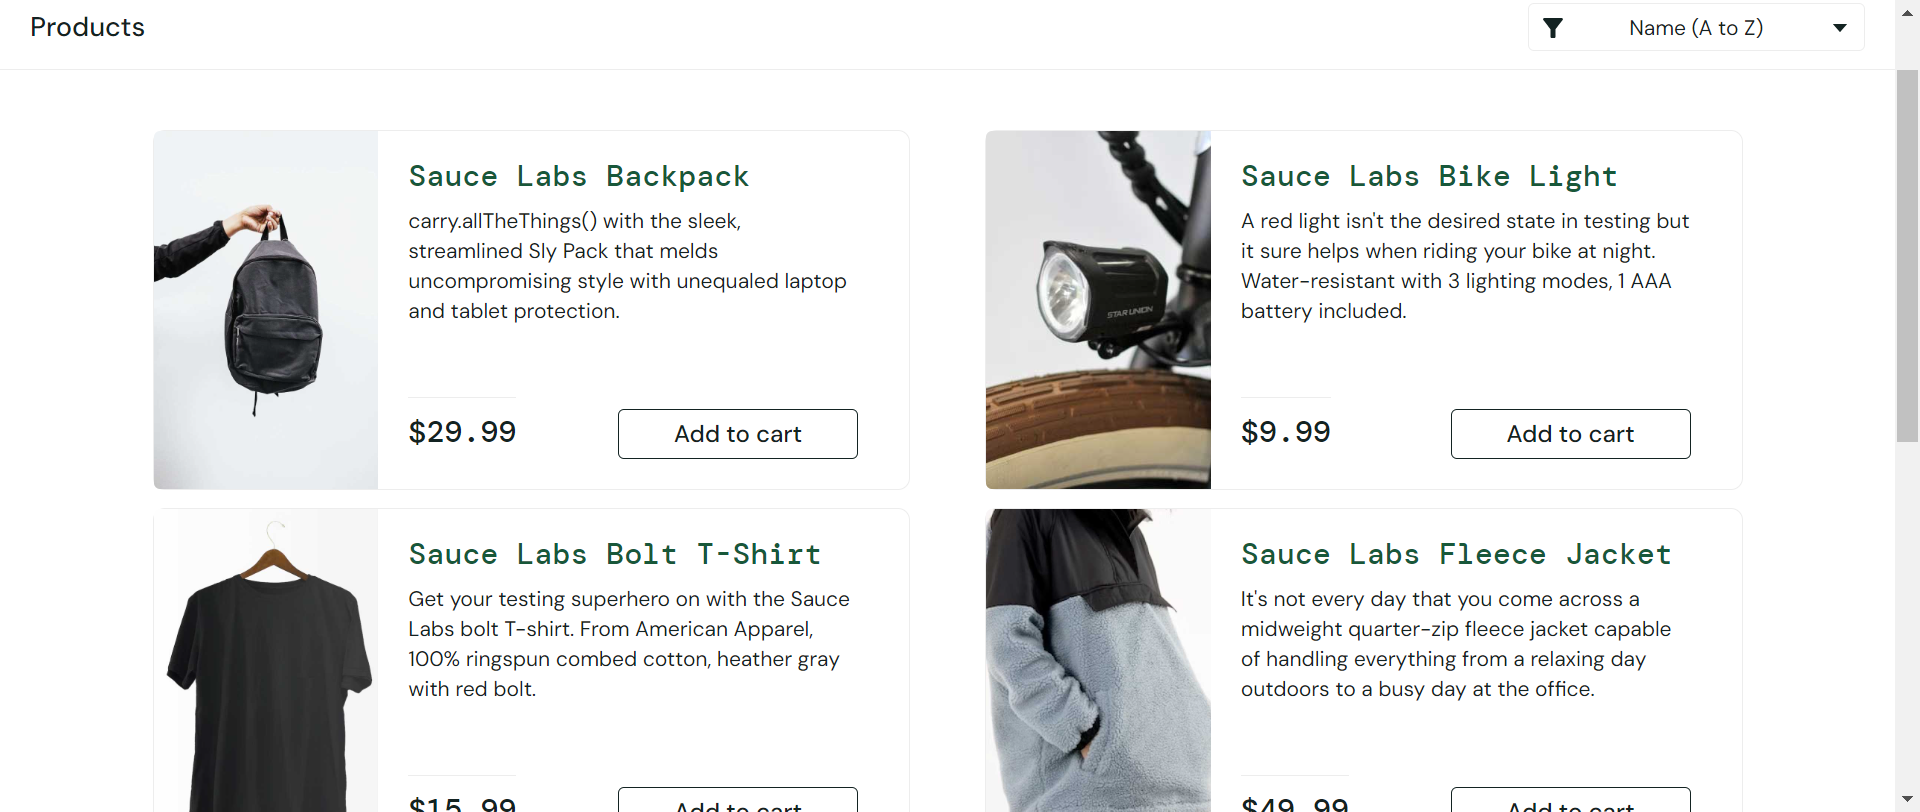 Products
Name (A to Z)
Sauce Labs Backpack
carry.allTheThings() with the sleek,
streamlined Sly Pack that melds
uncompromising style with unequaled laptop
and tablet protection.
$29.99
Add to cart
Sauce Labs Bike Light
A red light isn't the desired state in testing but
it sure helps when riding your bike at night.
Water-resistant with 3 lighting modes, 1 AAA
battery included.
STAR UNION
$9.99
Add to cart
Sauce Labs Bolt T-Shirt
Get your testing superhero on with the Sauce
Labs bolt T-shirt. From American Apparel,
100% ringspun combed cotton, heather gray
with red bolt.
$15.99
Add to cart
Sauce Labs Fleece Jacket
It's not every day that you come across a
midweight quarter-zip fleece jacket capable
of handling everything from a relaxing day
outdoors to a busy day at the office.
$49.99
Add to cart